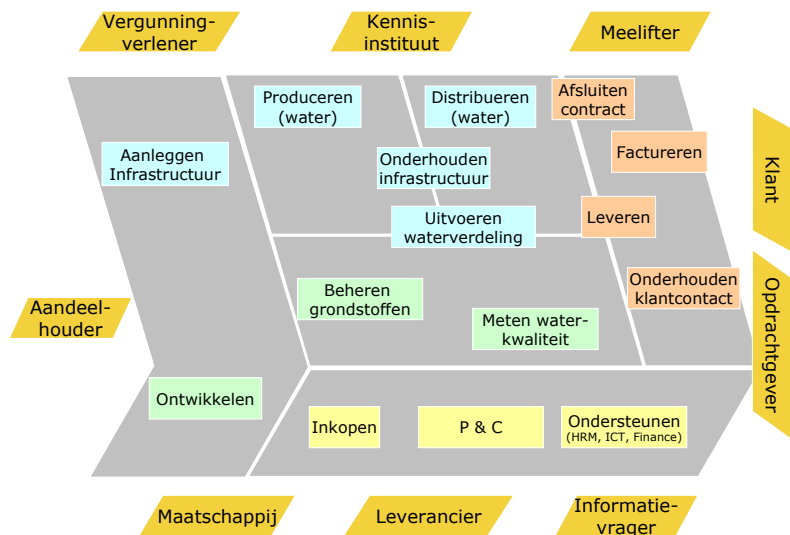 Vergunning-
verlener
Kennis-
instituut
Meelifter
Produceren
(water)
Distribueren
(water)
Afsluiten
contract
Aanleggen
Infrastructuur
Onderhouden
infrastructuur
Factureren
Klant
Uitvoeren
waterverdeling
Leveren
Beheren
grondstoffen
Onderhouden
klantcontact
Aandeel-
houder
Meten water-
kwaliteit
Opdrachtgever
Ontwikkelen
Inkopen
P & C
Ondersteunen
(HRM, ICT, Finance)
Maatschappij
Leverancier
Informatie-
vrager